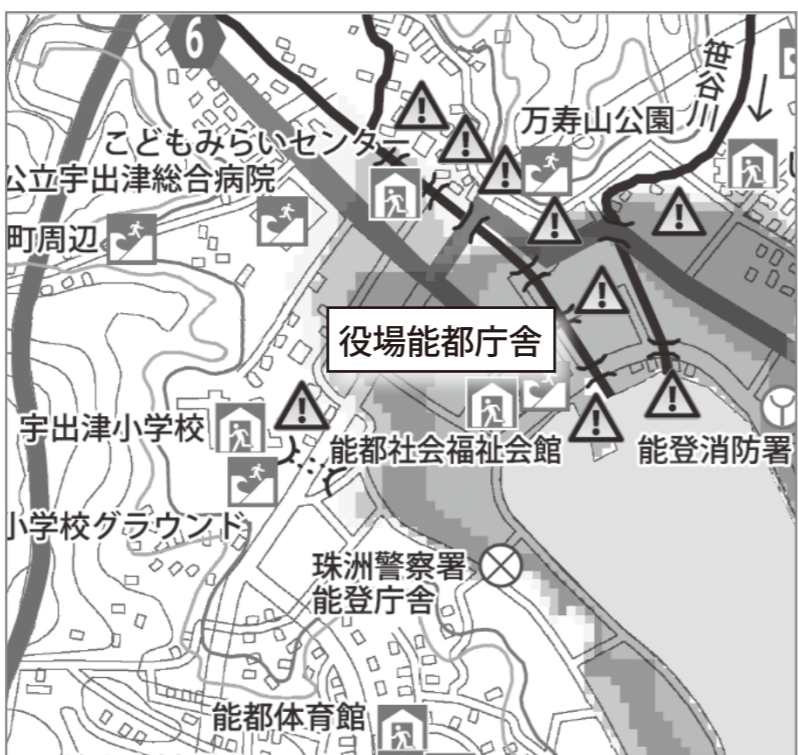 6
笹谷川
万寿山公園
こどもみらいセンター
公立宇出津総合病院
町周辺
役場能都庁舎
宇出津小学校
能都社会福祉会館
能登消防署
小学校グラウンド
珠洲警察署
能登庁舎
能都体育館